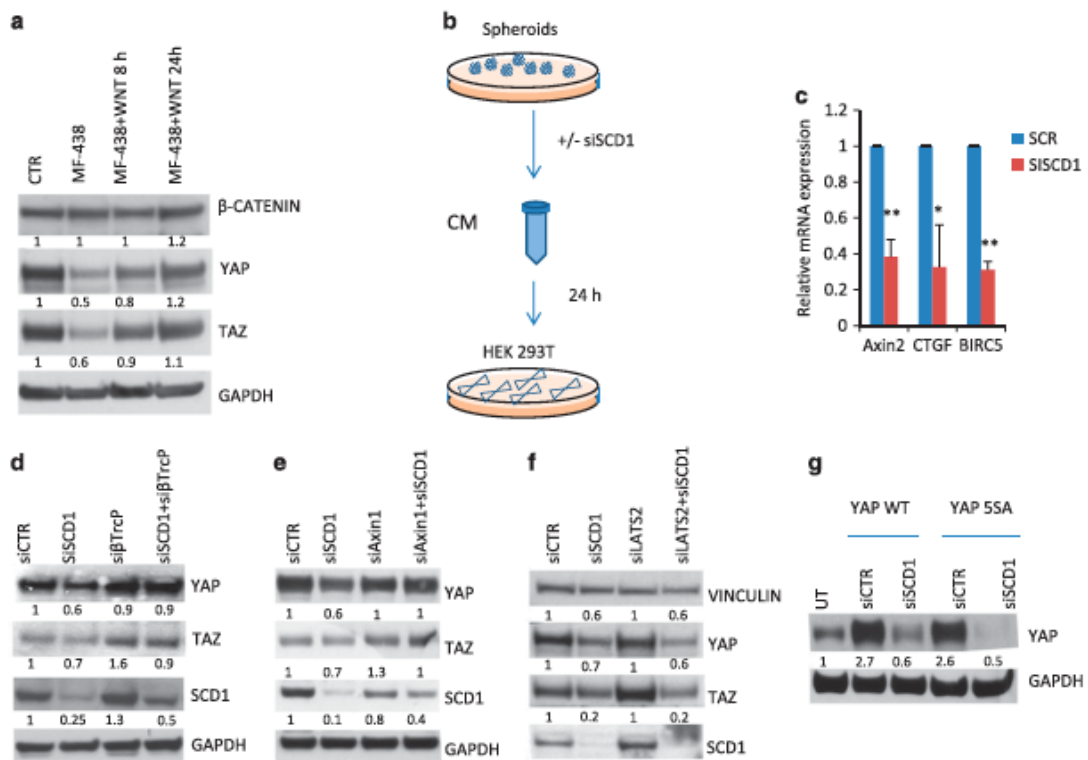 a
CTR
MF-438
MF-438+WNT 8 h
MF-438+WNT 24h
β-CATENIN
1 1 1 1.2
YAP
1 0.5 0.8 1.2
TAZ
1 0.6 0.9 1.1
GAPDH
b
Spheroids
+/- siSCD1
CM
24 h
HEK 293T
c
Relative mRNA expression
1.2
1
0.8
0.6
0.4
0.2
0
** * **
Axin2 CTGF BIRC5
SCR
SISCD1
d
siCTR
SiSCD1
siβTrcP
siSCD1+siβTrcP
YAP
1 0.6 0.9 0.9
TAZ
1 0.7 1.6 0.9
SCD1
1 0.25 1.3 0.5
GAPDH
e
siCTR
siSCD1
siAxin1
siAxin1+siSCD1
YAP
1 0.6 1 1
TAZ
1 0.7 1.3 1
SCD1
1 0.1 0.8 0.4
GAPDH
f
siCTR
siSCD1
siLATS2
siLATS2+siSCD1
VINCULIN
1 0.6 1 0.6
YAP
1 0.7 1 0.6
TAZ
1 0.2 1 0.2
SCD1
g
YAP WT YAP 5SA
UT
siCTR
siSCD1
siCTR
siSCD1
YAP
1 2.7 0.6 2.6 0.5
GAPDH